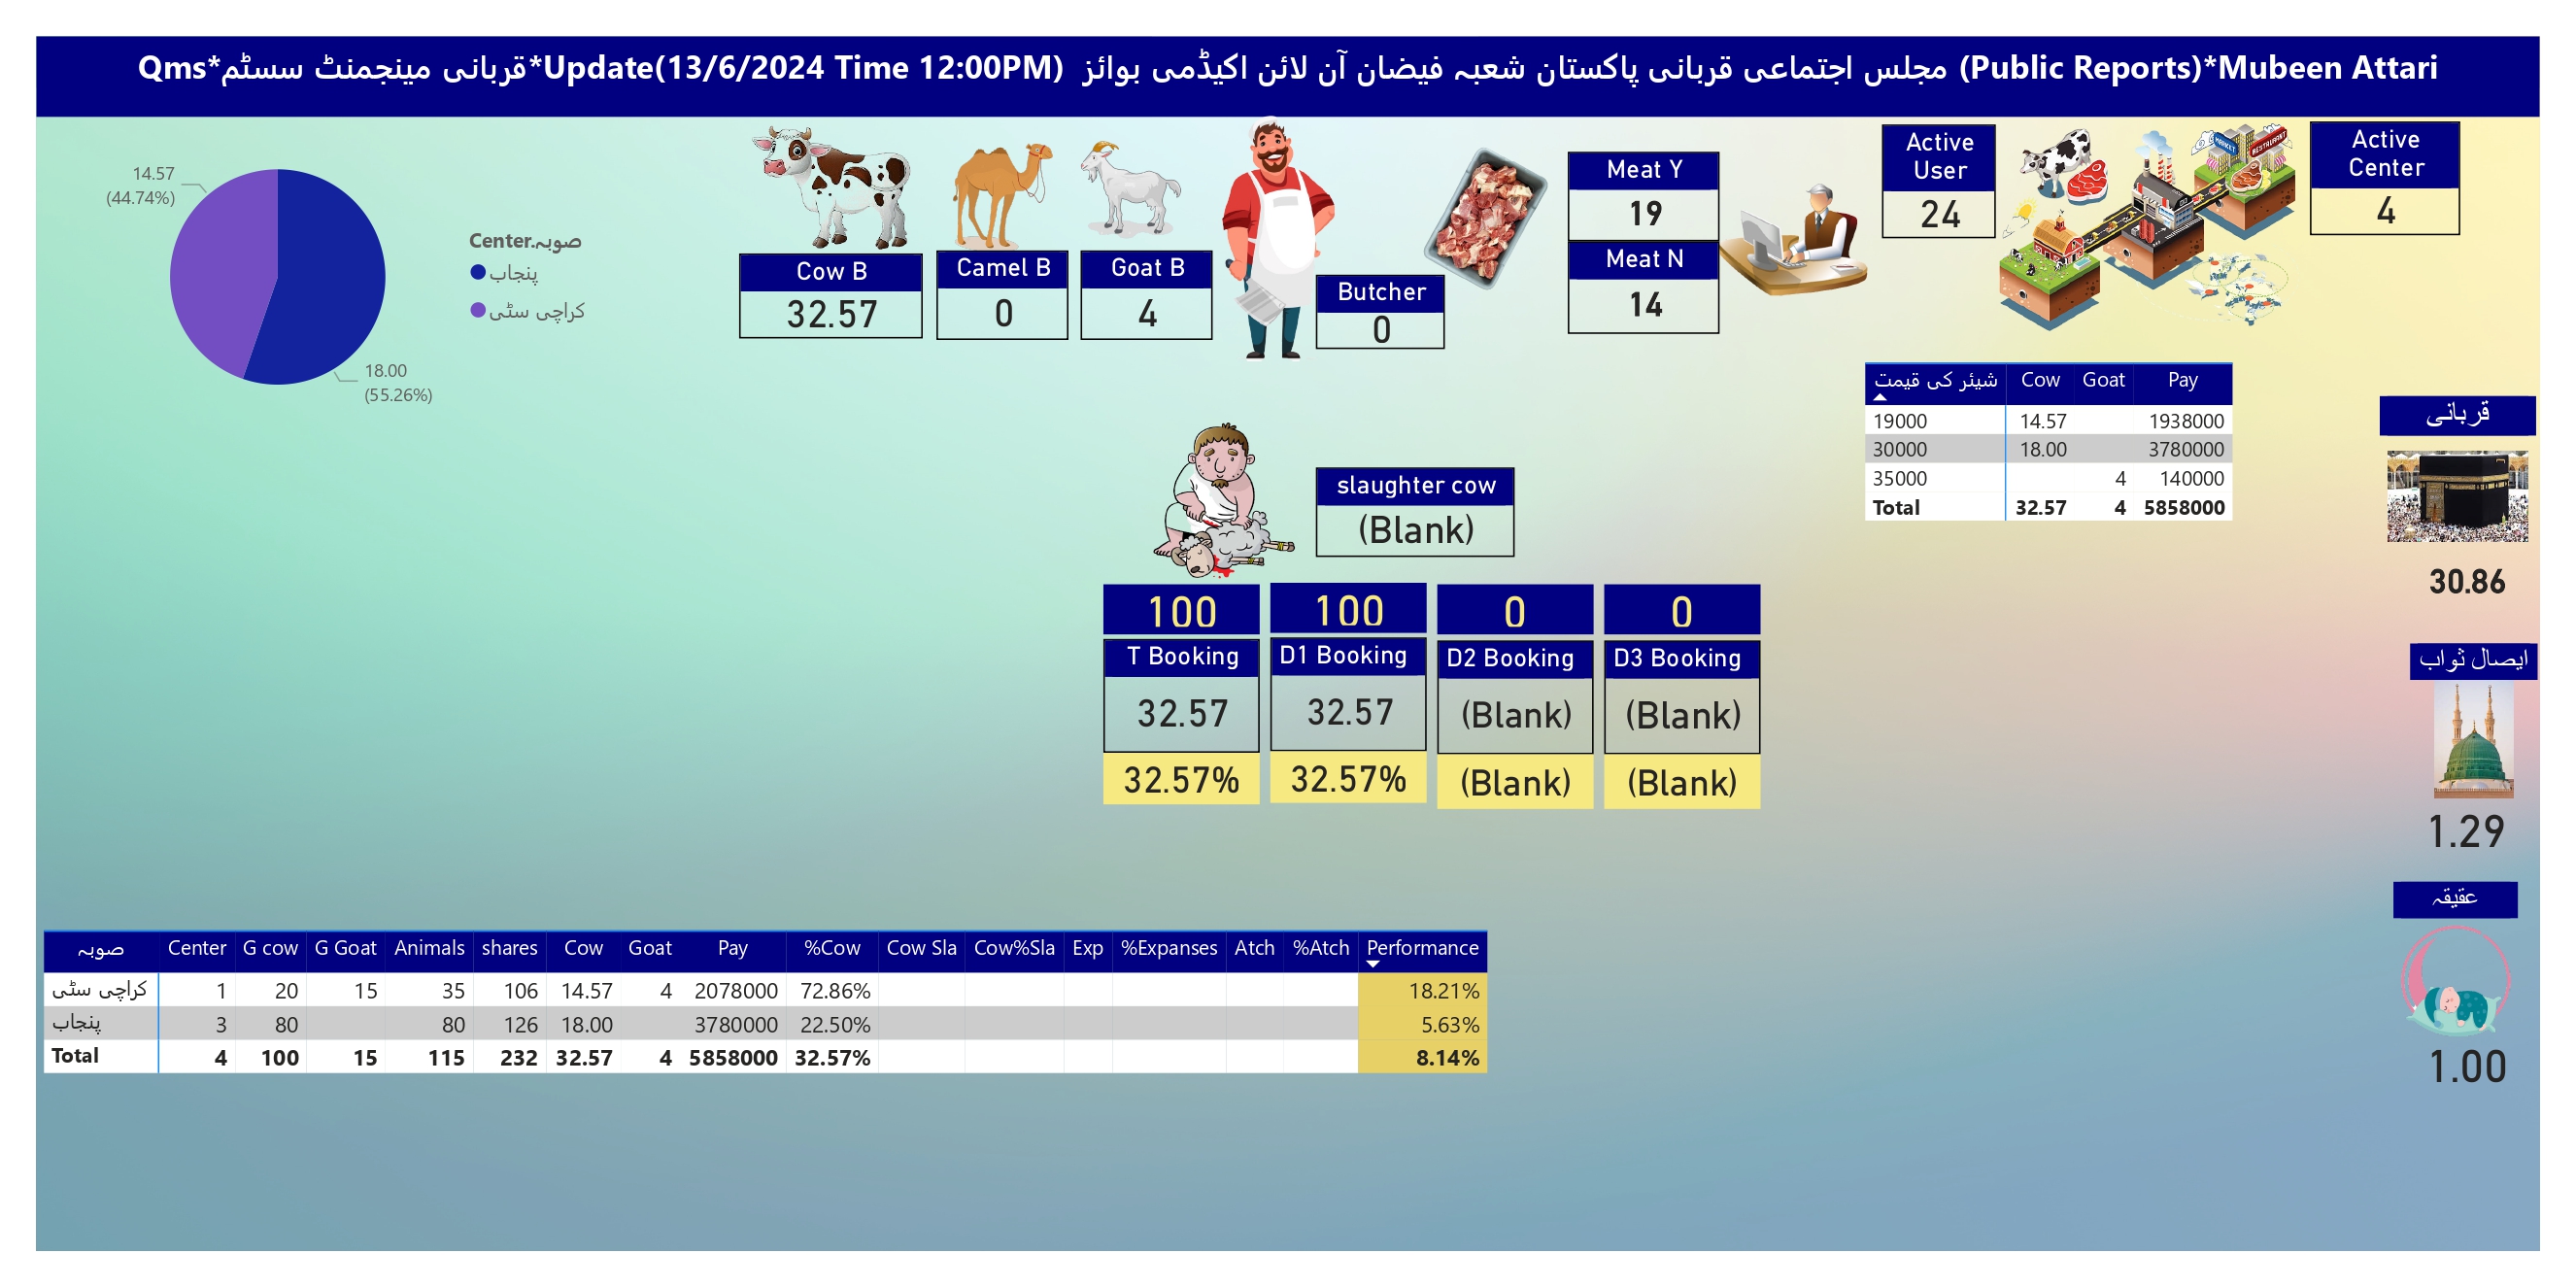 Qms*قربانی مینجمنٹ سسٹم*Update(13/6/2024 Time 12:00PM) مجلس اجتماعی قربانی پاکستان شعبہ فیضان آن لائن اکیڈمی بوائز (Public Reports)*Mubeen Attari
14.57
(44.74%)
18.00
(55.26%)
Center.صوبہ
پنجاب
کراچی سٹی
Cow B
32.57
Camel B
0
Goat B
4
Butcher
0
Meat Y
19
Meat N
14
Active
User
24
MARKET
RESTAURANT
Active
Center
4
شیئر کی قیمت Cow Goat Pay
19000 14.57 1938000
30000 18.00 3780000
35000 4 140000
Total 32.57 4 5858000
قربانی
30.86
slaughter cow
(Blank)
100 100 0 0
T Booking D1 Booking D2 Booking D3 Booking
32.57 32.57 (Blank) (Blank)
32.57% 32.57% (Blank) (Blank)
ایصال ثواب
1.29
عقیقہ
1.00
صوبہ Center G cow G Goat Animals shares Cow Goat Pay %Cow Cow Sla Cow%Sla Exp %Expanses Atch %Atch Performance
کراچی سٹی 1 20 15 35 106 14.57 4 2078000 72.86% 18.21%
پنجاب 3 80 80 126 18.00 3780000 22.50% 5.63%
Total 4 100 15 115 232 32.57 4 5858000 32.57% 8.14%